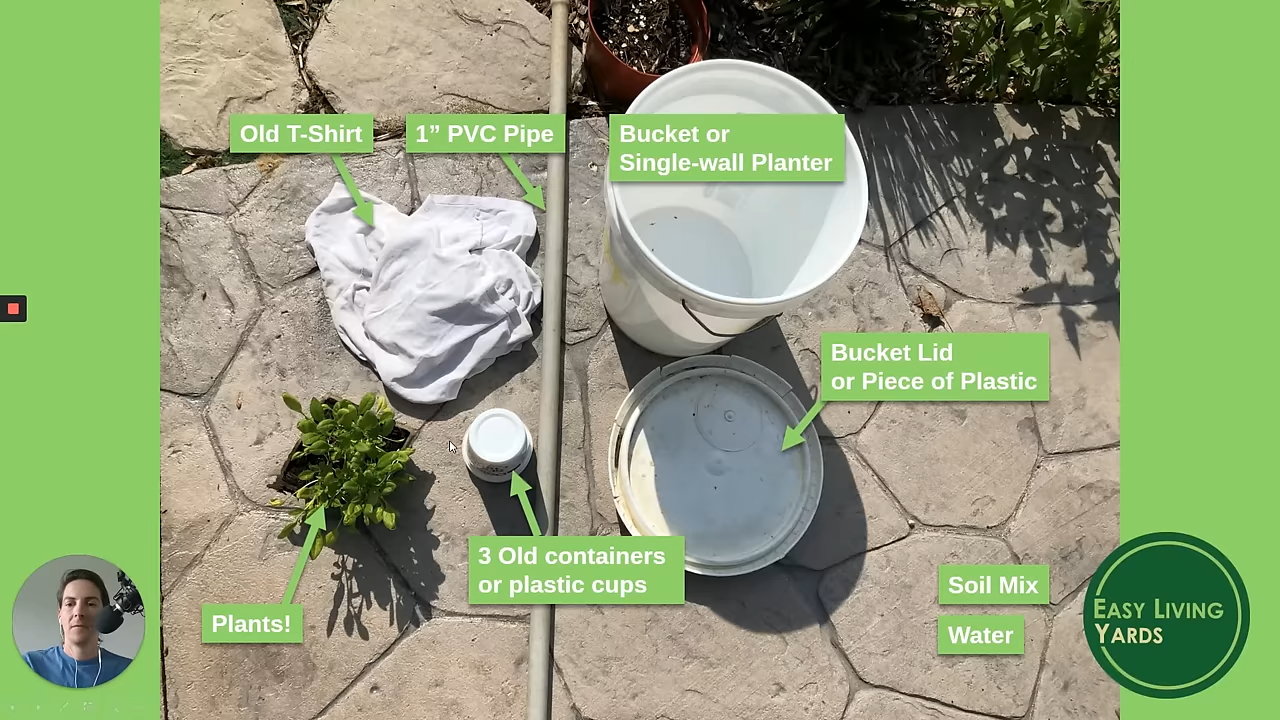 Old T-Shirt
1” PVC Pipe
Bucket or
Single-wall Planter
Bucket Lid
or Piece of Plastic
3 Old containers
or plastic cups
Plants!
Soil Mix
Water
EASY LIVING
YARDS